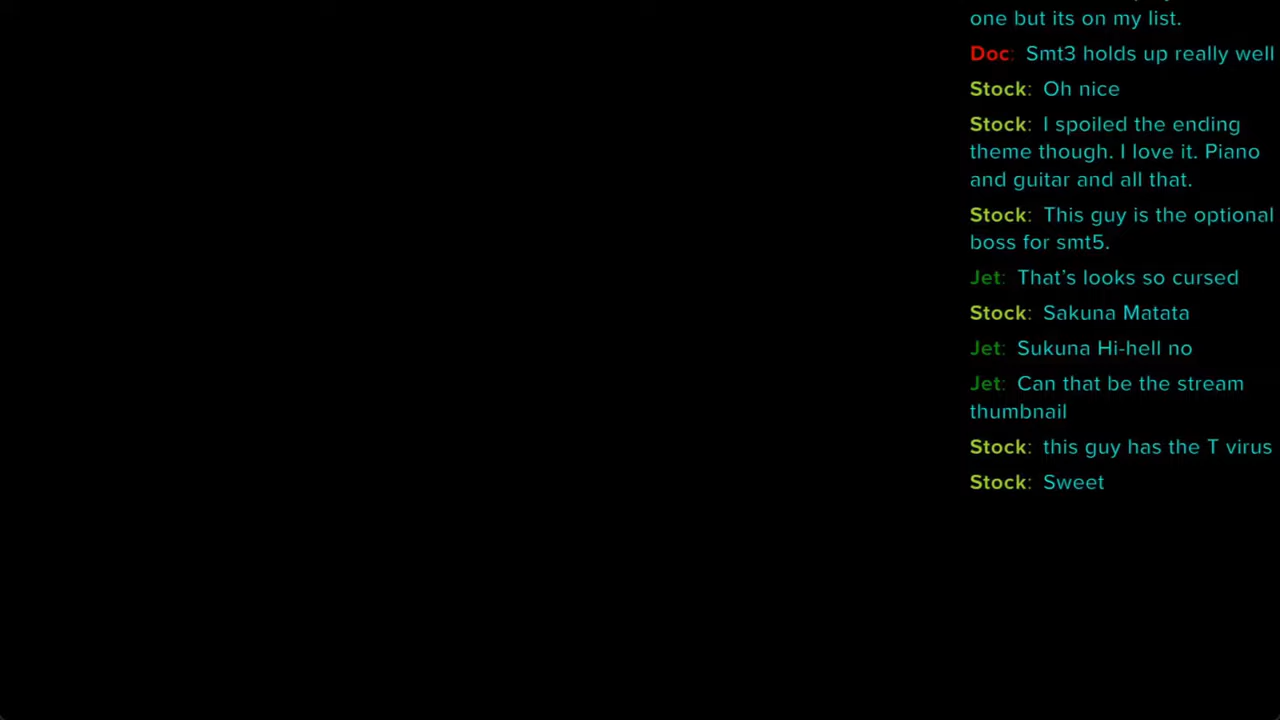 one but its on my list.
Doc: Smt3 holds up really well
Stock: Oh nice
Stock: I spoiled the ending
theme though. I love it. Piano
and guitar and all that.
Stock: This guy is the optional
boss for smt5.
Jet: That's looks so cursed
Stock: Sakuna Matata
Jet: Sukuna Hi-hell no
Jet: Can that be the stream
thumbnail
Stock: this guy has the T virus
Stock: Sweet